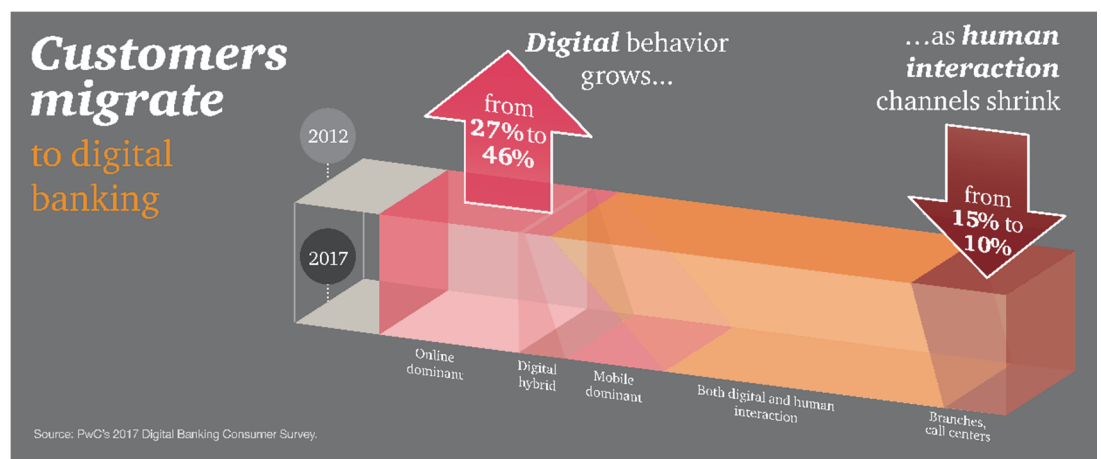 Customers
migrate
to digital
banking
Digital behavior
grows...
...as human
interaction
channels shrink
from
27% to
46%
from
15% to
10%
2012
2017
Online
dominant
Digital
hybrid
Mobile
dominant
Both digital and human
interaction
Branches,
call centers
Source: PwC's 2017 Digital Banking Consumer Survey.